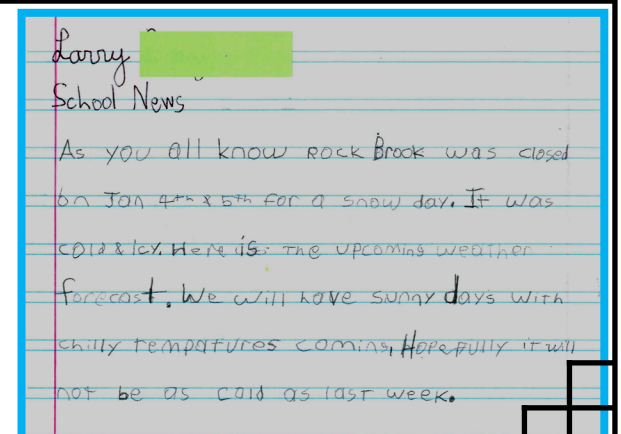 Larry
School News
As you all know Rock Brook was closed
on Jan 4th & 5th for a snow day. It was
cold & Icy. Here is the upcoming weather
forecast. We will have sunny days with
chilly tempatures coming, Hopefully it will
not be as cold as last week.